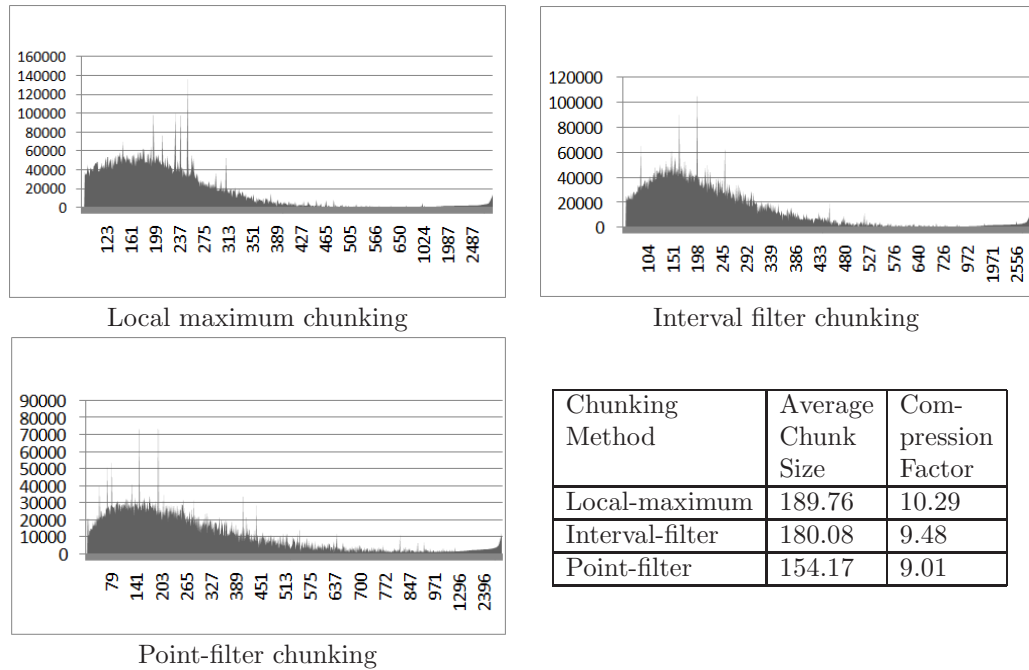 160000
140000
120000
100000
80000
60000
40000
20000
0
123 161 199 237 275 313 351 389 427 465 505 566 650 1024 1987 2487
Local maximum chunking
120000
100000
80000
60000
40000
20000
0
104 151 198 245 292 339 386 433 480 527 576 640 726 972 1971 2556
Interval filter chunking
90000
80000
70000
60000
50000
40000
30000
20000
10000
0
79 141 203 265 327 389 451 513 575 637 700 772 847 971 1296 2396
Point-filter chunking
Chunking Average Com-
Method Chunk pression
Size Factor
Local-maximum 189.76 10.29
Interval-filter 180.08 9.48
Point-filter 154.17 9.01